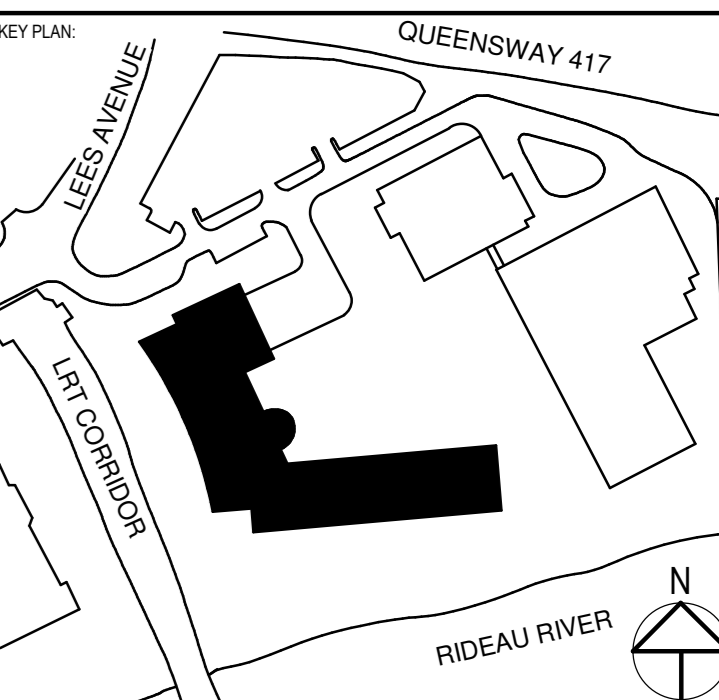 KEY PLAN:
QUEENSWAY 417
LEES AVENUE
LRT CORRIDOR
N
RIDEAU RIVER